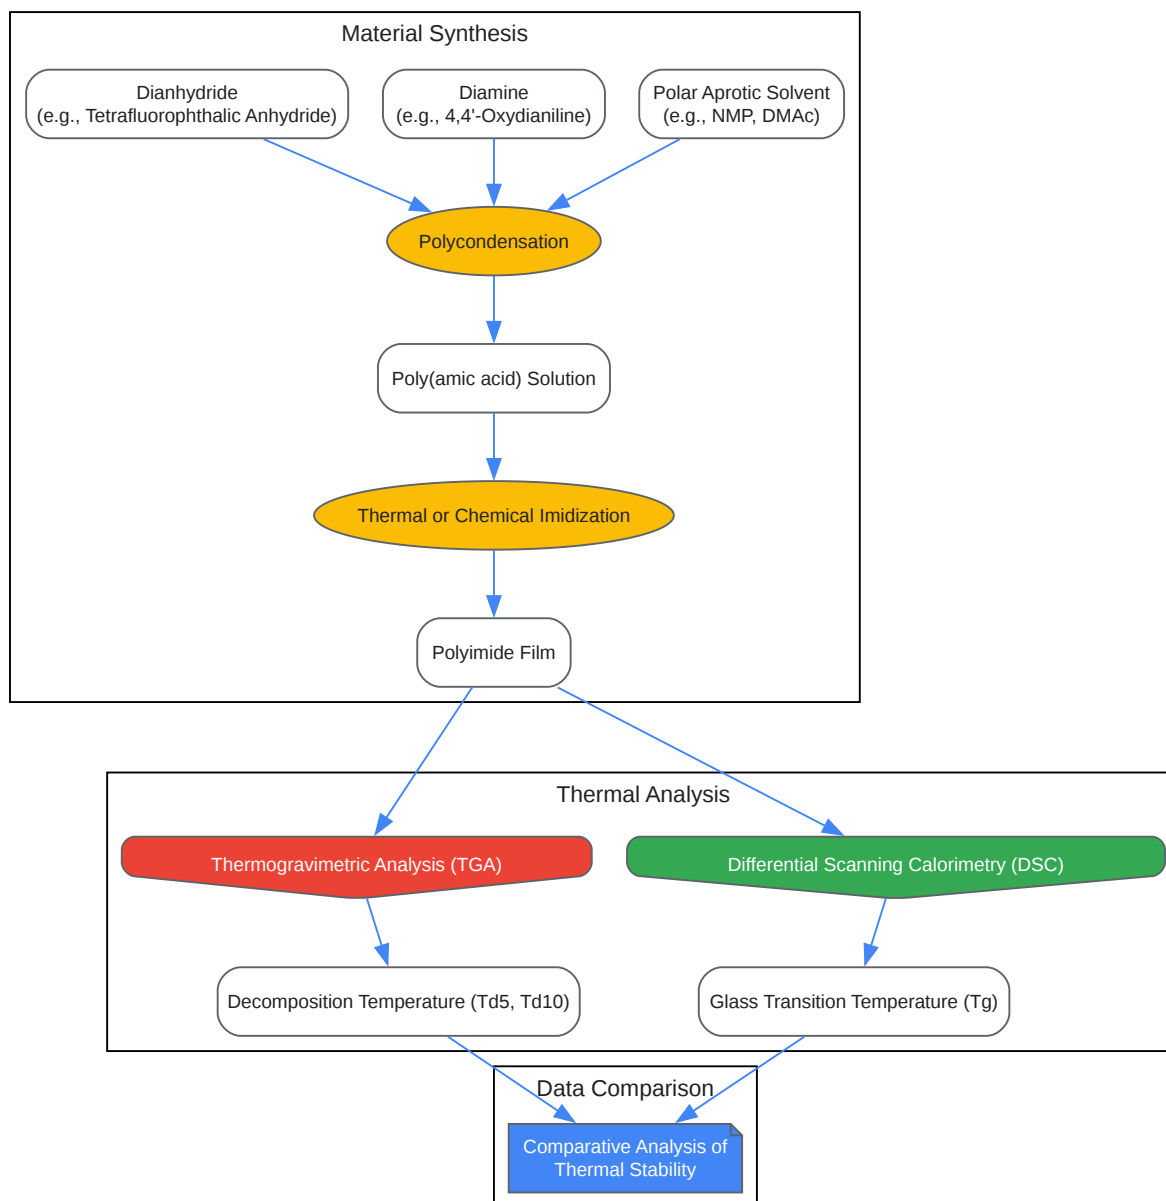 Material Synthesis
Dianhydride
(e.g., Tetrafluorophthalic Anhydride)
Diamine
(e.g., 4,4'-Oxydianiline)
Polar Aprotic Solvent
(e.g., NMP, DMAc)
Polycondensation
Poly(amic acid) Solution
Thermal or Chemical Imidization
Polyimide Film
Thermal Analysis
Thermogravimetric Analysis (TGA)
Differential Scanning Calorimetry (DSC)
Decomposition Temperature (Td5, Td10)
Glass Transition Temperature (Tg)
Data Comparison
Comparative Analysis of
Thermal Stability